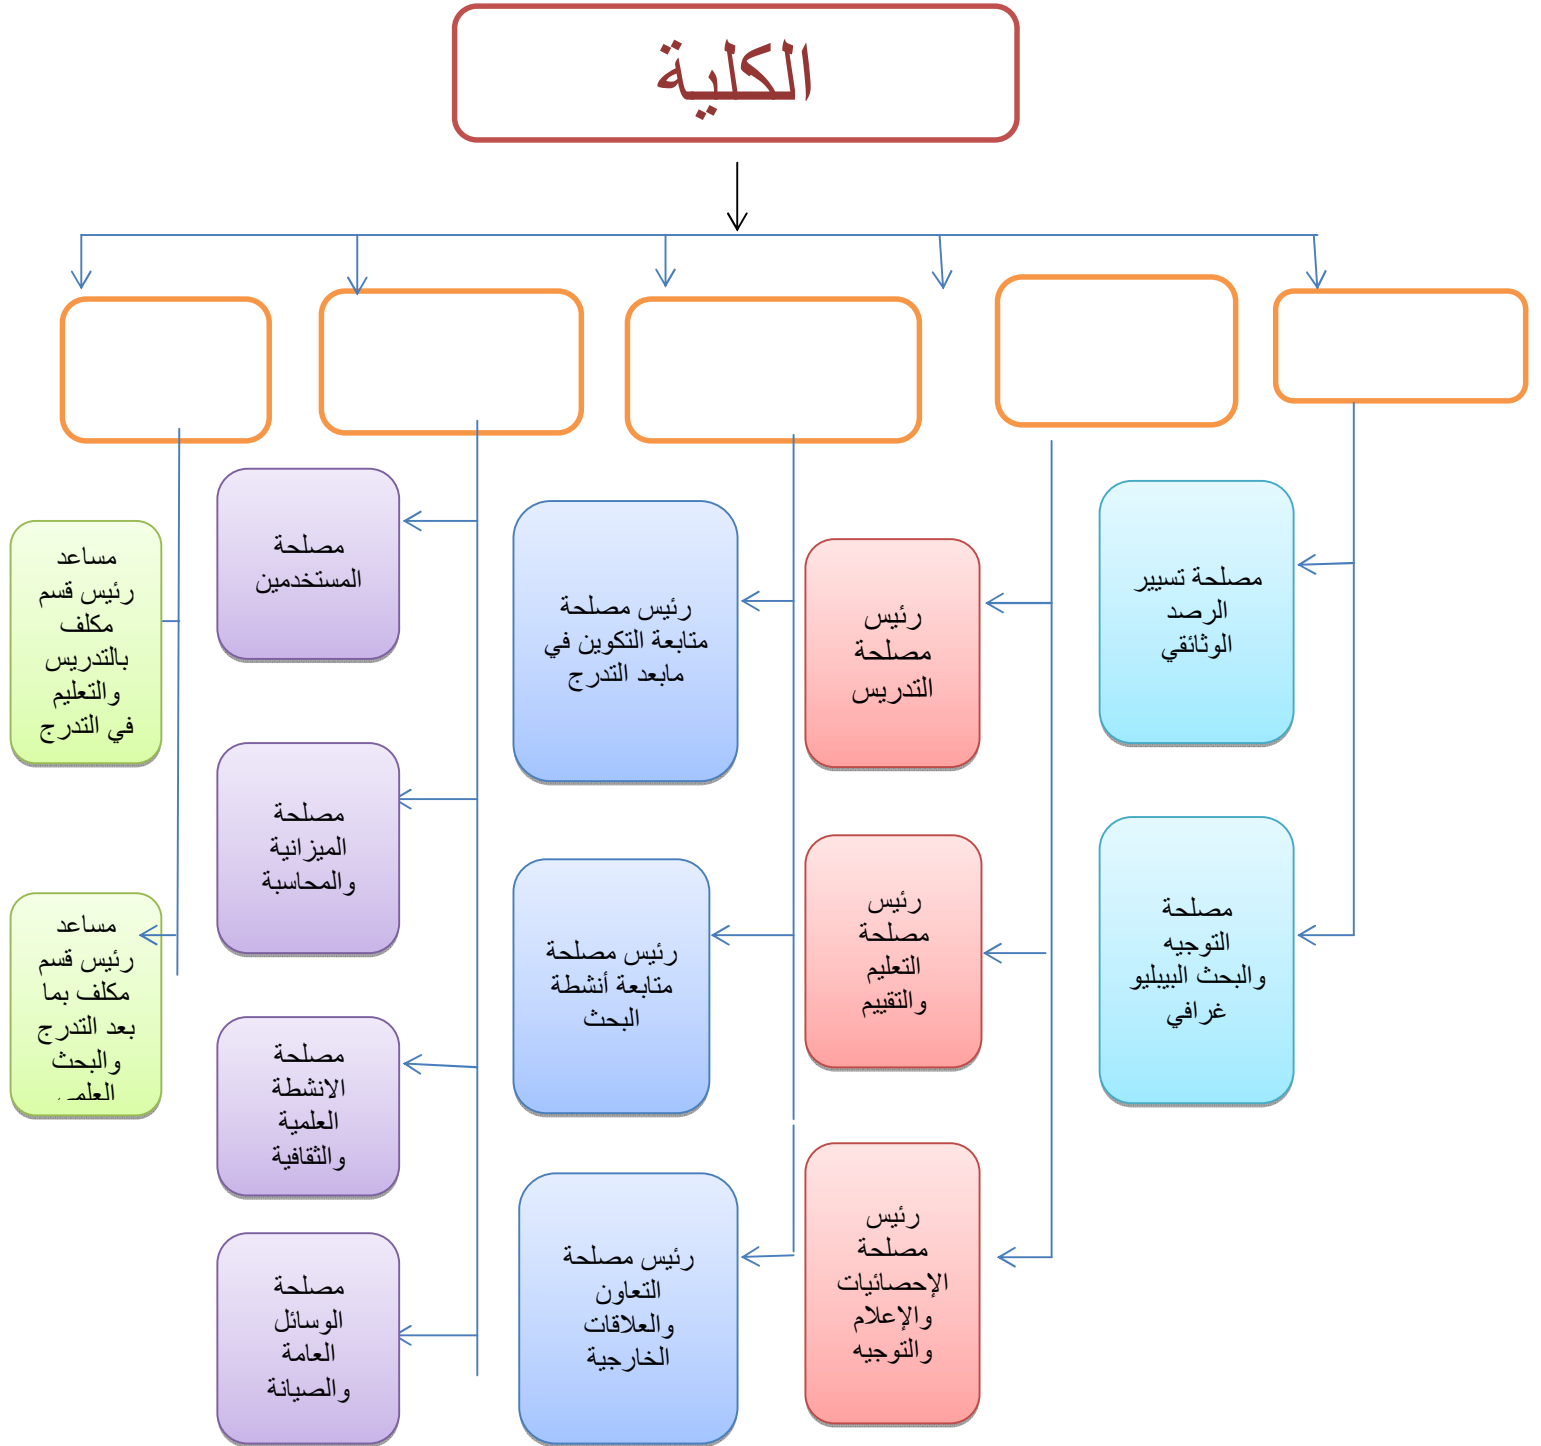 الكلية
مصلحة تسيير
الرصد
الوثائقي
مصلحة
التوجيه
والبحث البيبليو
غرافي
رئيس
مصلحة
التدريس
رئيس
مصلحة
التعليم
والتقييم
رئيس
مصلحة
الإحصائيات
والإعلام
والتوجيه
رئيس مصلحة
متابعة التكوين في
مابعد التدرج
رئيس مصلحة
متابعة أنشطة
البحث
رئيس مصلحة
التعاون
والعلاقات
الخارجية
مصلحة
المستخدمين
مصلحة
الميزانية
والمحاسبة
مصلحة
الانشطة
العلمية
والثقافية
مصلحة
الوسائل
العامة
والصيانة
مساعد
رئيس قسم
مكلف
بالتدريس
والتعليم
في التدرج
مساعد
رئيس قسم
مكلف بما
بعد التدرج
والبحث
العلمي